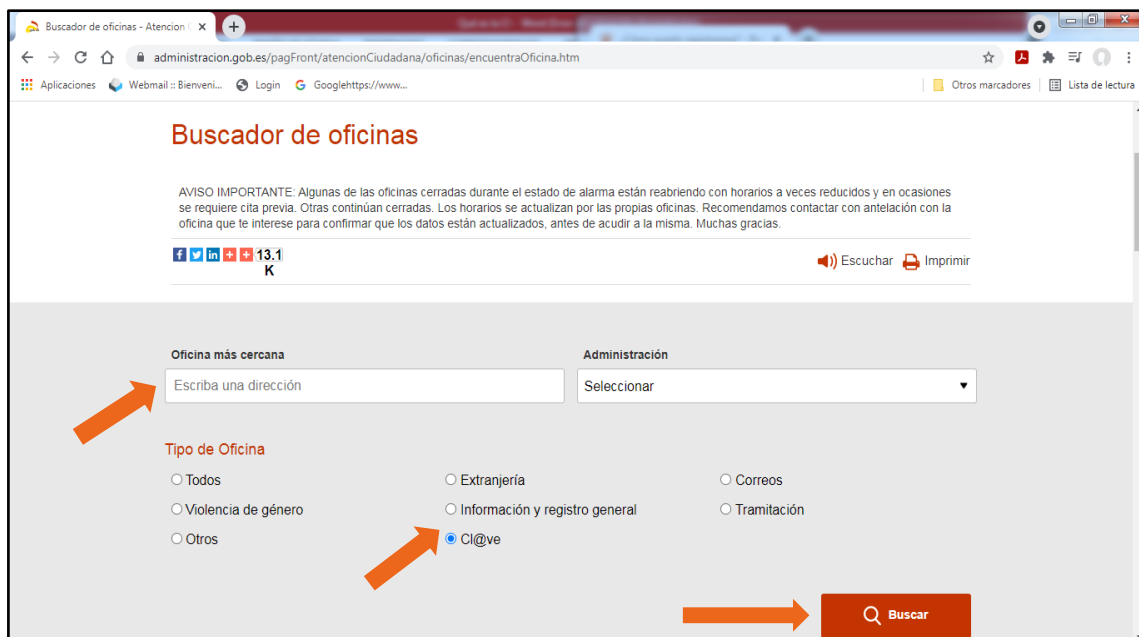 Buscador de oficinas - Atencion C
administracion.gob.es/pagFront/atencionCiudadana/oficinas/encuentraOficina.htm
Aplicaciones Webmail :: Bienveni... Login Googlehttps://www... Otros marcadores Lista de lectura
Buscador de oficinas
AVISO IMPORTANTE: Algunas de las oficinas cerradas durante el estado de alarma están reabriendo con horarios a veces reducidos y en ocasiones
se requiere cita previa. Otras continúan cerradas. Los horarios se actualizan por las propias oficinas. Recomendamos contactar con antelación con la
oficina que te interese para confirmar que los datos están actualizados, antes de acudir a la misma. Muchas gracias.
13.1
K
Escuchar Imprimir
Oficina más cercana Administración
Escriba una dirección Seleccionar
Tipo de Oficina
Todos Extranjería Correos
Violencia de género Información y registro general Tramitación
Otros Cl@ve
Buscar